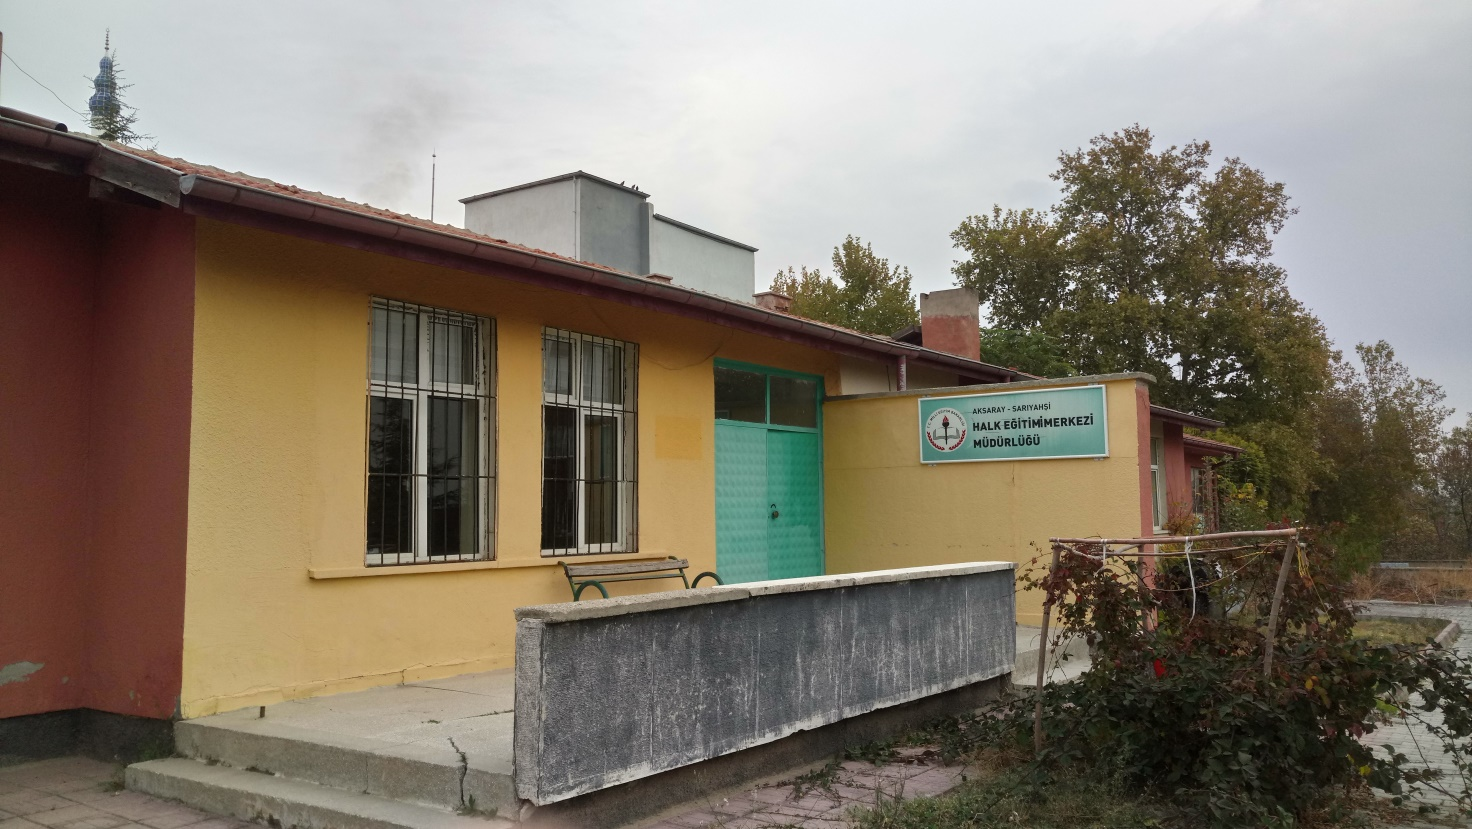 AKSARAY - SARIYAHŞİ
HALK EĞİTİMİMERKEZİ
MÜDÜRLÜĞÜ